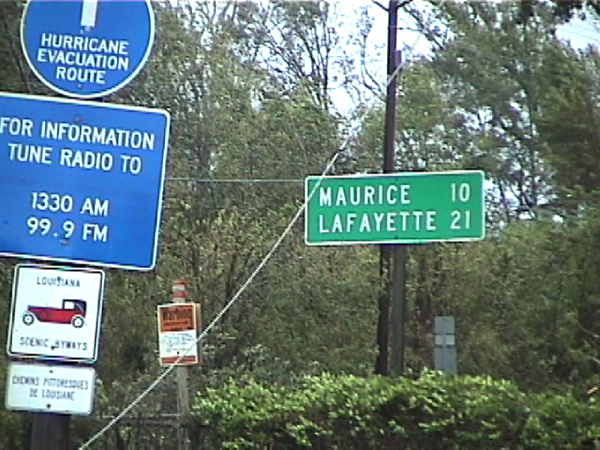 HURRICANE
EVACUATION
ROUTE
FOR INFORMATION
TUNE RADIO TO
1330 AM
99.9 FM
LOUISIANA
SCENIC BYWAYS
CHEMINS PITTORESQUES
DE LOUISIANE
MAURICE 10
LAFAYETTE 21
Warning